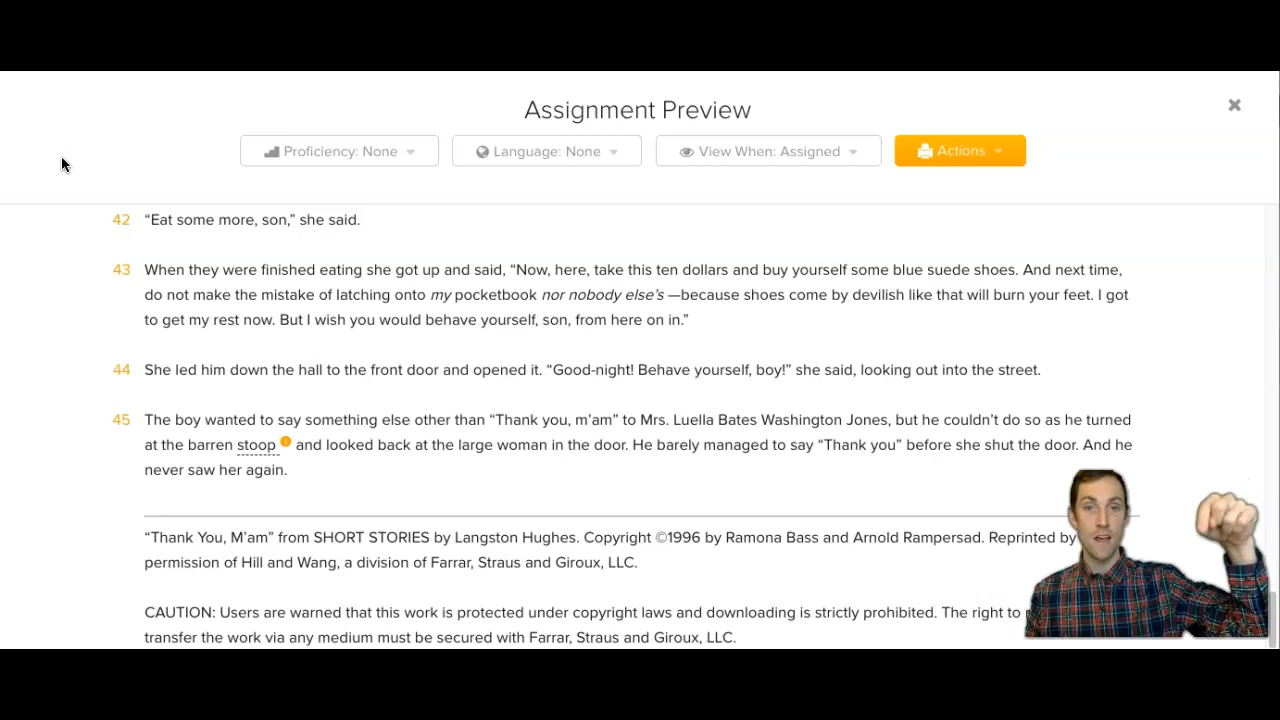 Assignment Preview
Proficiency: None
Language: None
View When: Assigned
Actions
42 “Eat some more, son,” she said.
43 When they were finished eating she got up and said, “Now, here, take this ten dollars and buy yourself some blue suede shoes. And next time,
do not make the mistake of latching onto my pocketbook nor nobody else's —because shoes come by devilish like that will burn your feet. I got
to get my rest now. But I wish you would behave yourself, son, from here on in.”
44 She led him down the hall to the front door and opened it. “Good-night! Behave yourself, boy!” she said, looking out into the street.
45 The boy wanted to say something else other than “Thank you, m’am” to Mrs. Luella Bates Washington Jones, but he couldn’t do so as he turned
at the barren stoop and looked back at the large woman in the door. He barely managed to say “Thank you” before she shut the door. And he
never saw her again.
“Thank You, M’am” from SHORT STORIES by Langston Hughes. Copyright ©1996 by Ramona Bass and Arnold Rampersad. Reprinted by
permission of Hill and Wang, a division of Farrar, Straus and Giroux, LLC.
CAUTION: Users are warned that this work is protected under copyright laws and downloading is strictly prohibited. The right to
transfer the work via any medium must be secured with Farrar, Straus and Giroux, LLC.